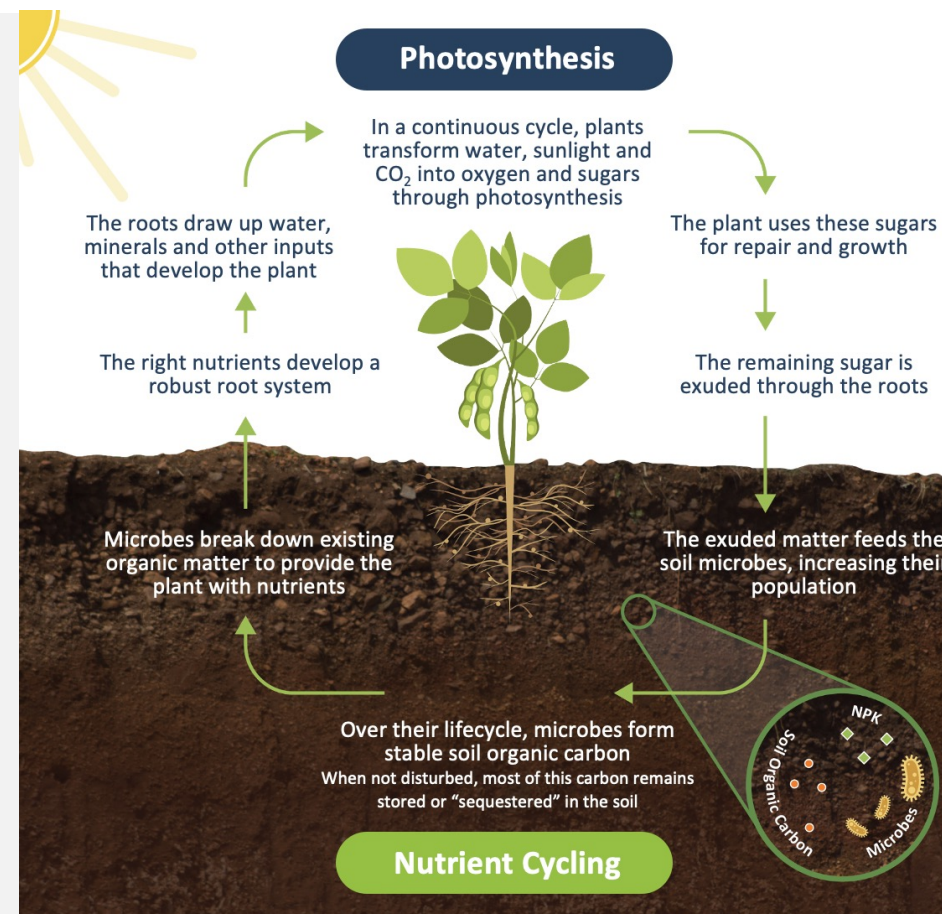 Photosynthesis
In a continuous cycle, plants
transform water, sunlight and
CO₂ into oxygen and sugars
through photosynthesis
The plant uses these sugars
for repair and growth
The remaining sugar is
exuded through the roots
The exuded matter feeds the
soil microbes, increasing their
population
Over their lifecycle, microbes form
stable soil organic carbon
When not disturbed, most of this carbon remains
stored or “sequestered” in the soil
Microbes break down existing
organic matter to provide the
plant with nutrients
The right nutrients develop a
robust root system
The roots draw up water,
minerals and other inputs
that develop the plant
NPK
Soil Organic Carbon
Microbes
Nutrient Cycling